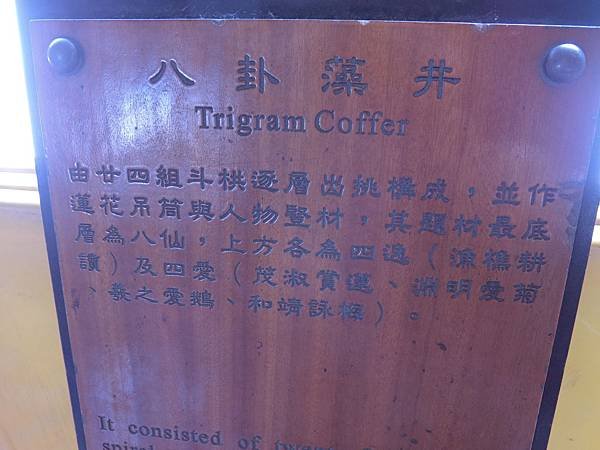 八卦藻井
Trigram Coffer
由廿四組斗栱逐層出挑構成，並作
蓮花吊筒與人物豎材，其題材最底
層為八仙，上方各為四逸（漁樵耕
讀）及四愛（茂淑賞蓮、淵明愛菊
、羲之愛鵝、和靖詠梅）。
It consisted of